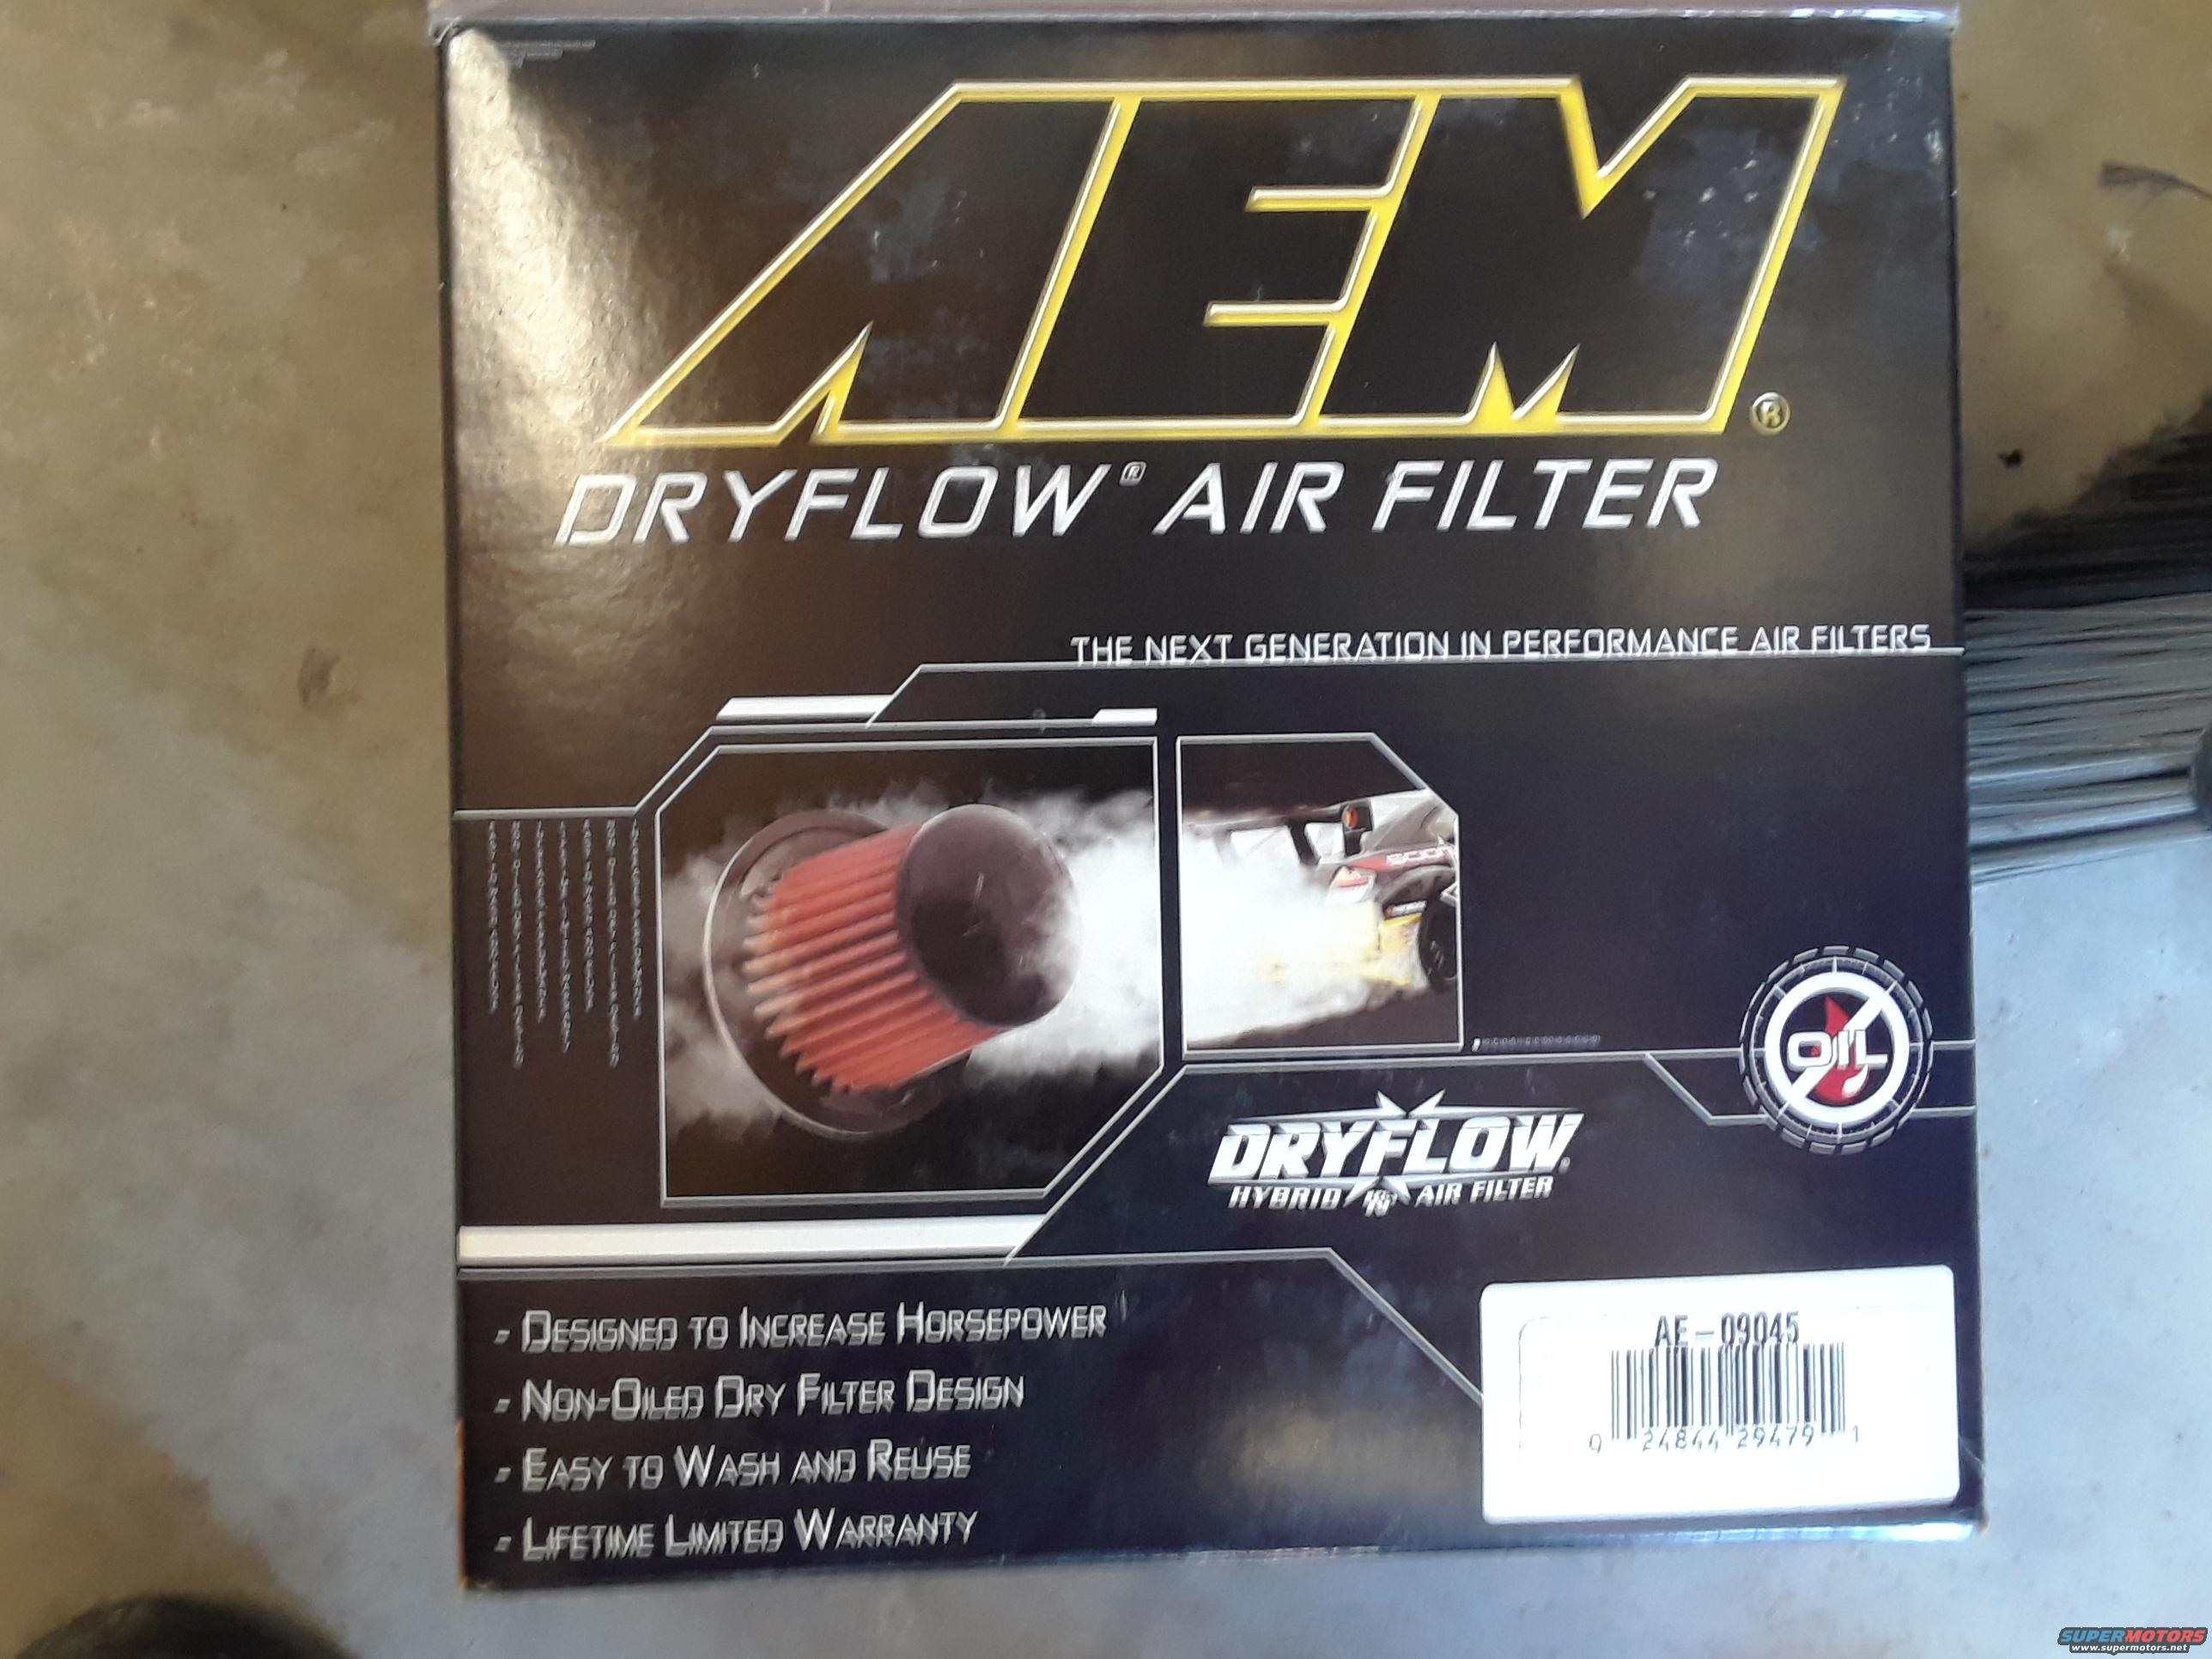 AEM®
DRYFLOW® AIR FILTER
THE NEXT GENERATION IN PERFORMANCE AIR FILTERS
OIL
DRYFLOW
HYBRID AIR FILTER
- DESIGNED TO INCREASE HORSEPOWER
- NON-OILED DRY FILTER DESIGN
- EASY TO WASH AND REUSE
- LIFETIME LIMITED WARRANTY
AE-09045
0 24844 29479 1
SUPERMOTORS
www.supermotors.net